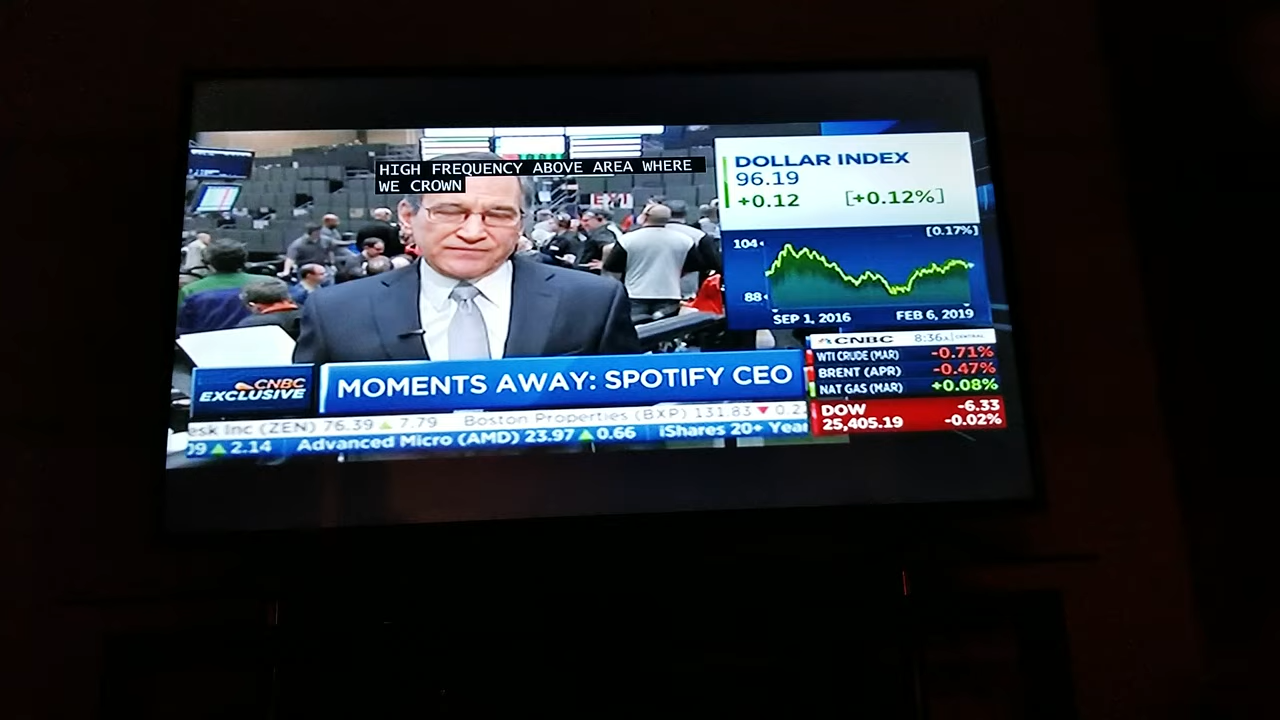 HIGH FREQUENCY ABOVE AREA WHERE
WE CROWN
EXIT
DOLLAR INDEX
96.19
+0.12 [+0.12%]
[0.17%]
104
88
SEP 1, 2016 FEB 6, 2019
CNBC 8:36A CENTRAL
WTI CRUDE (MAR) -0.71%
BRENT (APR) -0.47%
NAT GAS (MAR) +0.08%
DOW -6.33
25,405.19 -0.02%
CNBC
EXCLUSIVE
MOMENTS AWAY: SPOTIFY CEO
esk Inc (ZEN) 76.39 ▲ 7.79 Boston Properties (BXP) 131.83 ▼
▲ 2.14 Advanced Micro (AMD) 23.97 ▲ 0.66 iShares 20+ Year